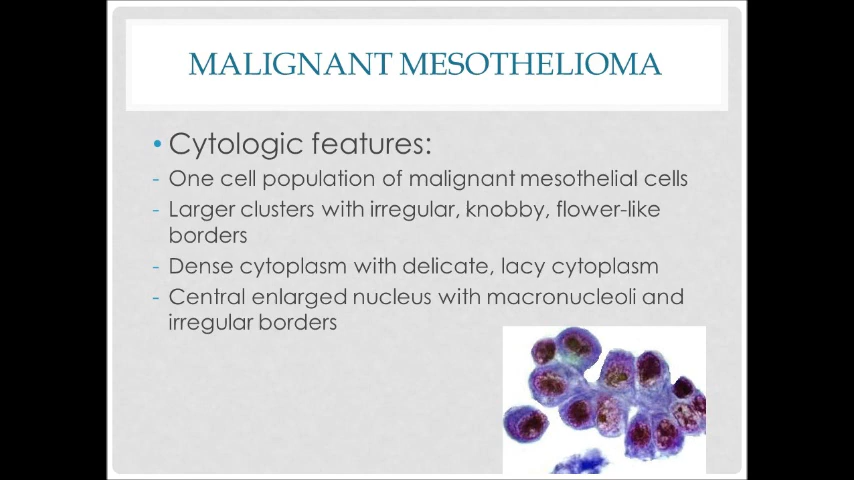 MALIGNANT MESOTHELIOMA
• Cytologic features:
- One cell population of malignant mesothelial cells
- Larger clusters with irregular, knobby, flower-like
borders
- Dense cytoplasm with delicate, lacy cytoplasm
- Central enlarged nucleus with macronucleoli and
irregular borders